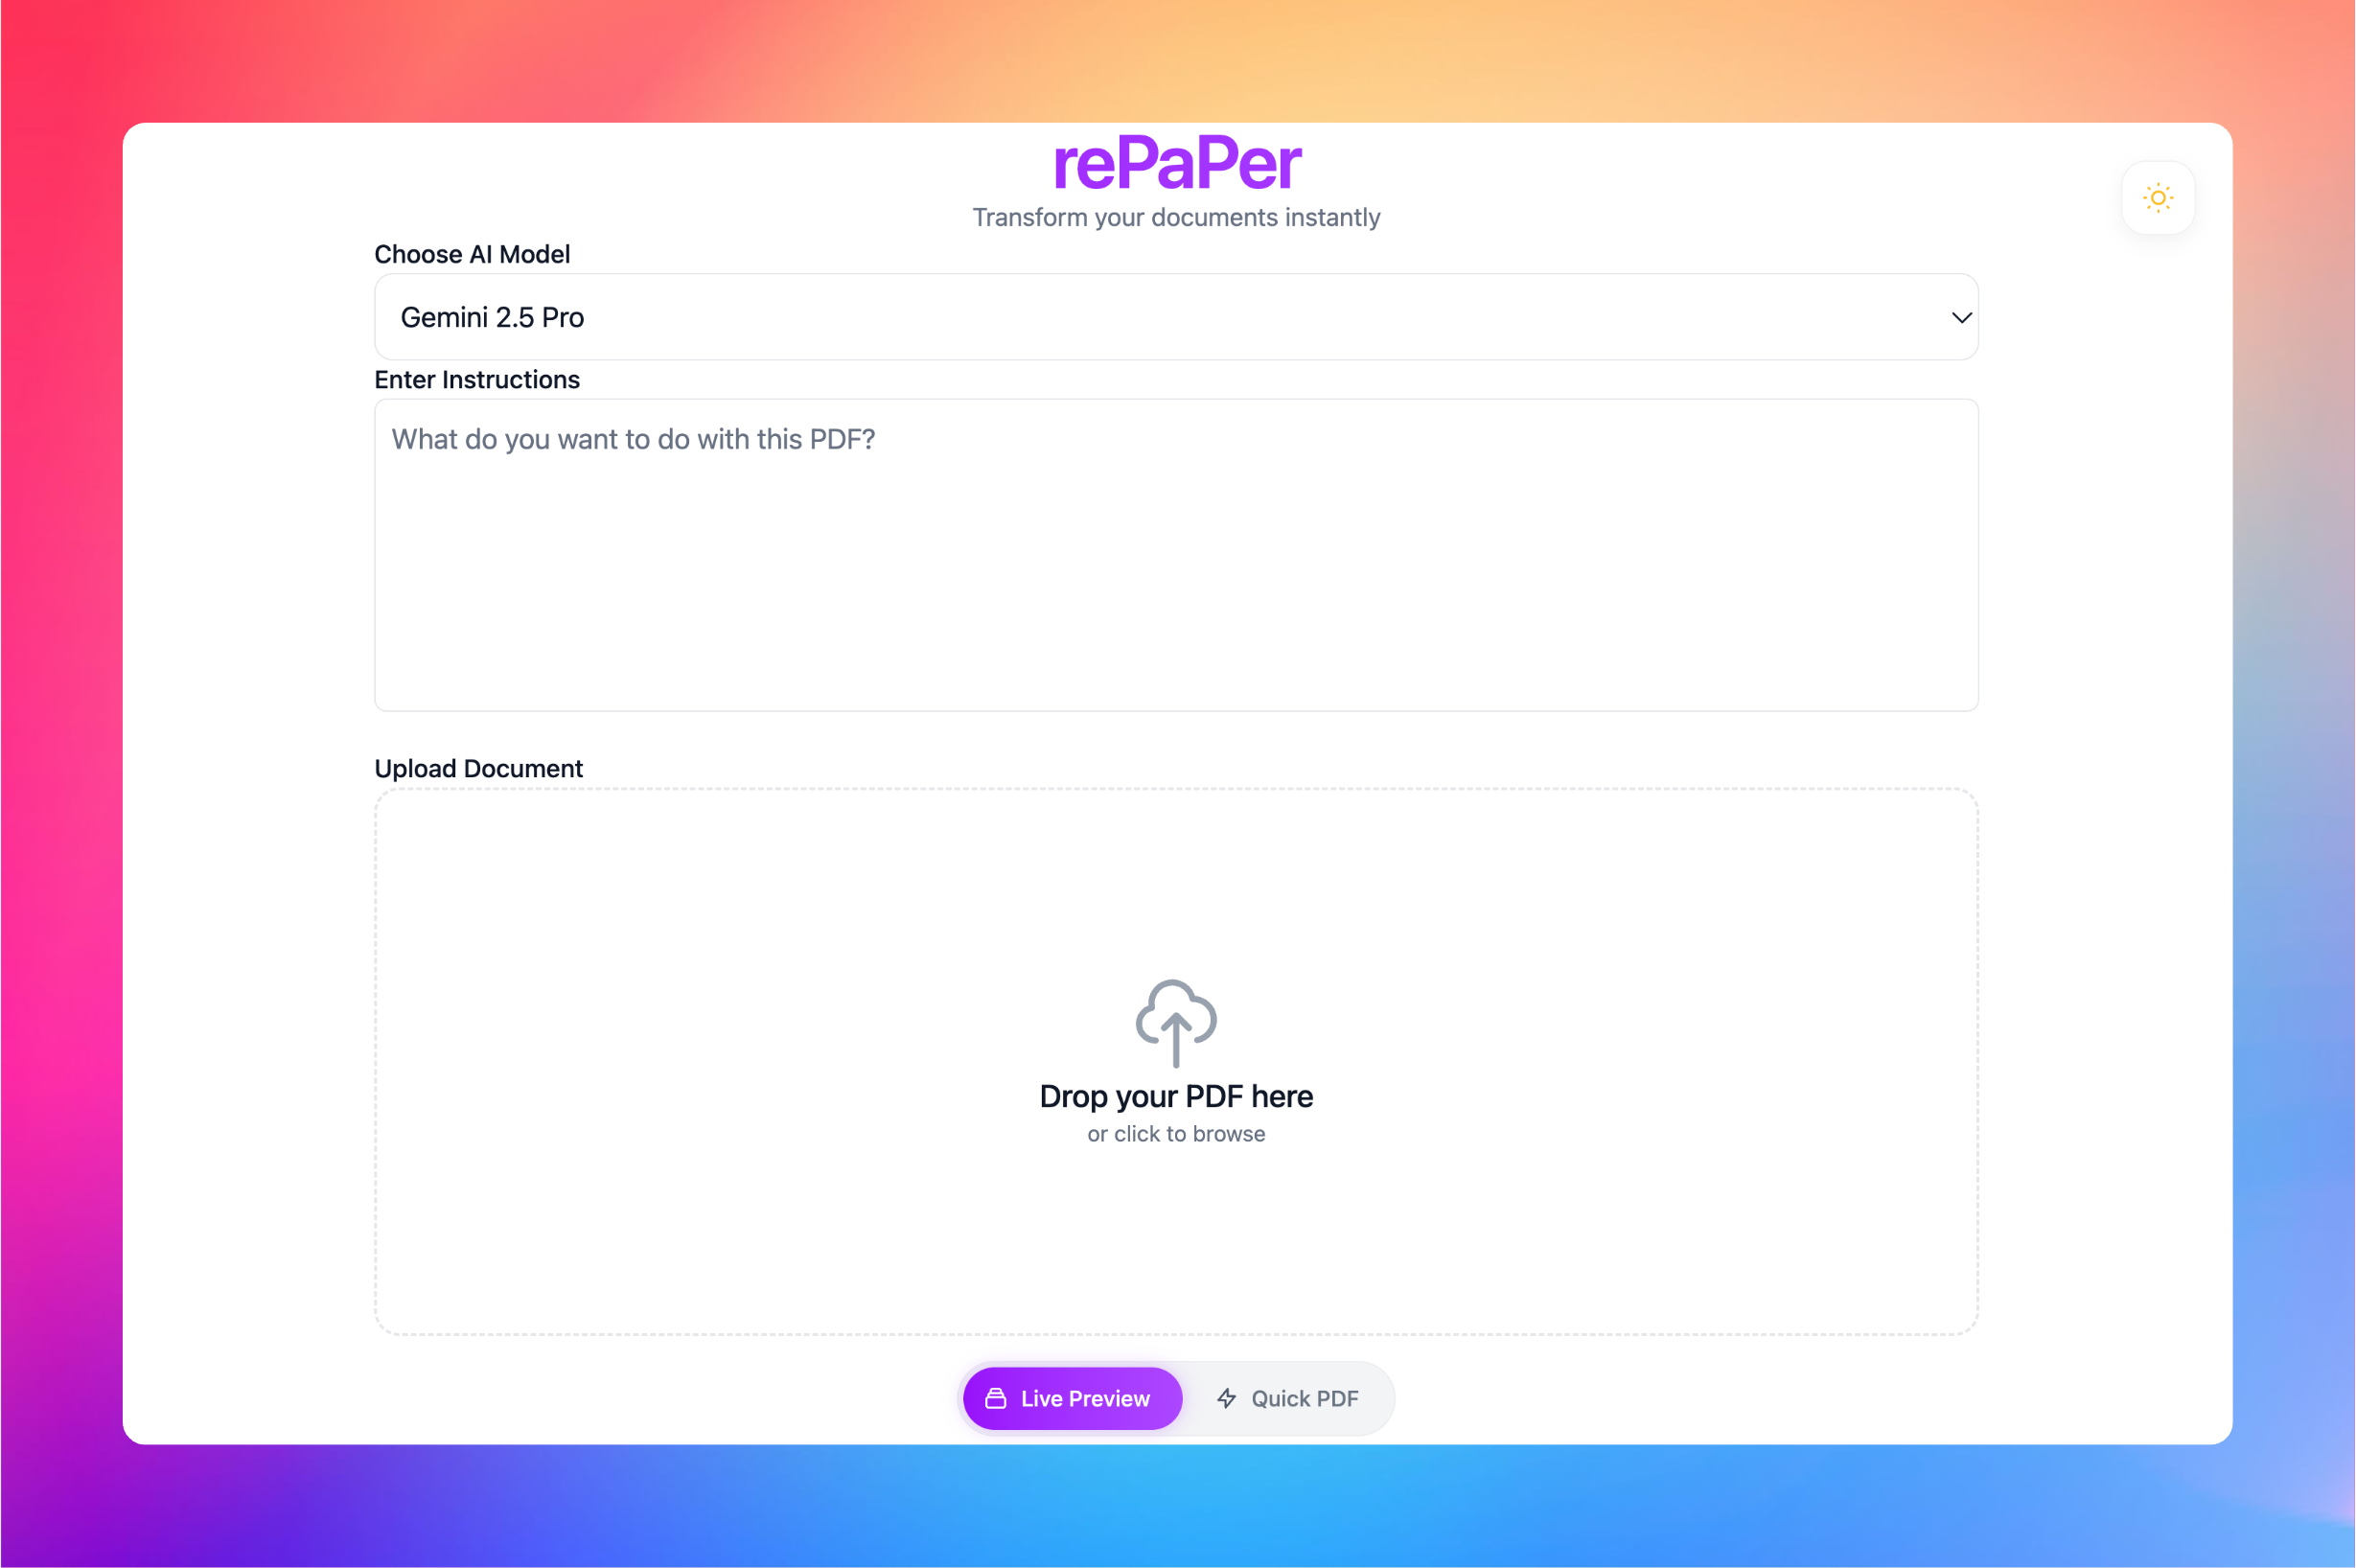 rePaPer
Transform your documents instantly
Choose AI Model
Gemini 2.5 Pro
Enter Instructions
What do you want to do with this PDF?
Upload Document
Drop your PDF here
or click to browse
Live Preview
Quick PDF